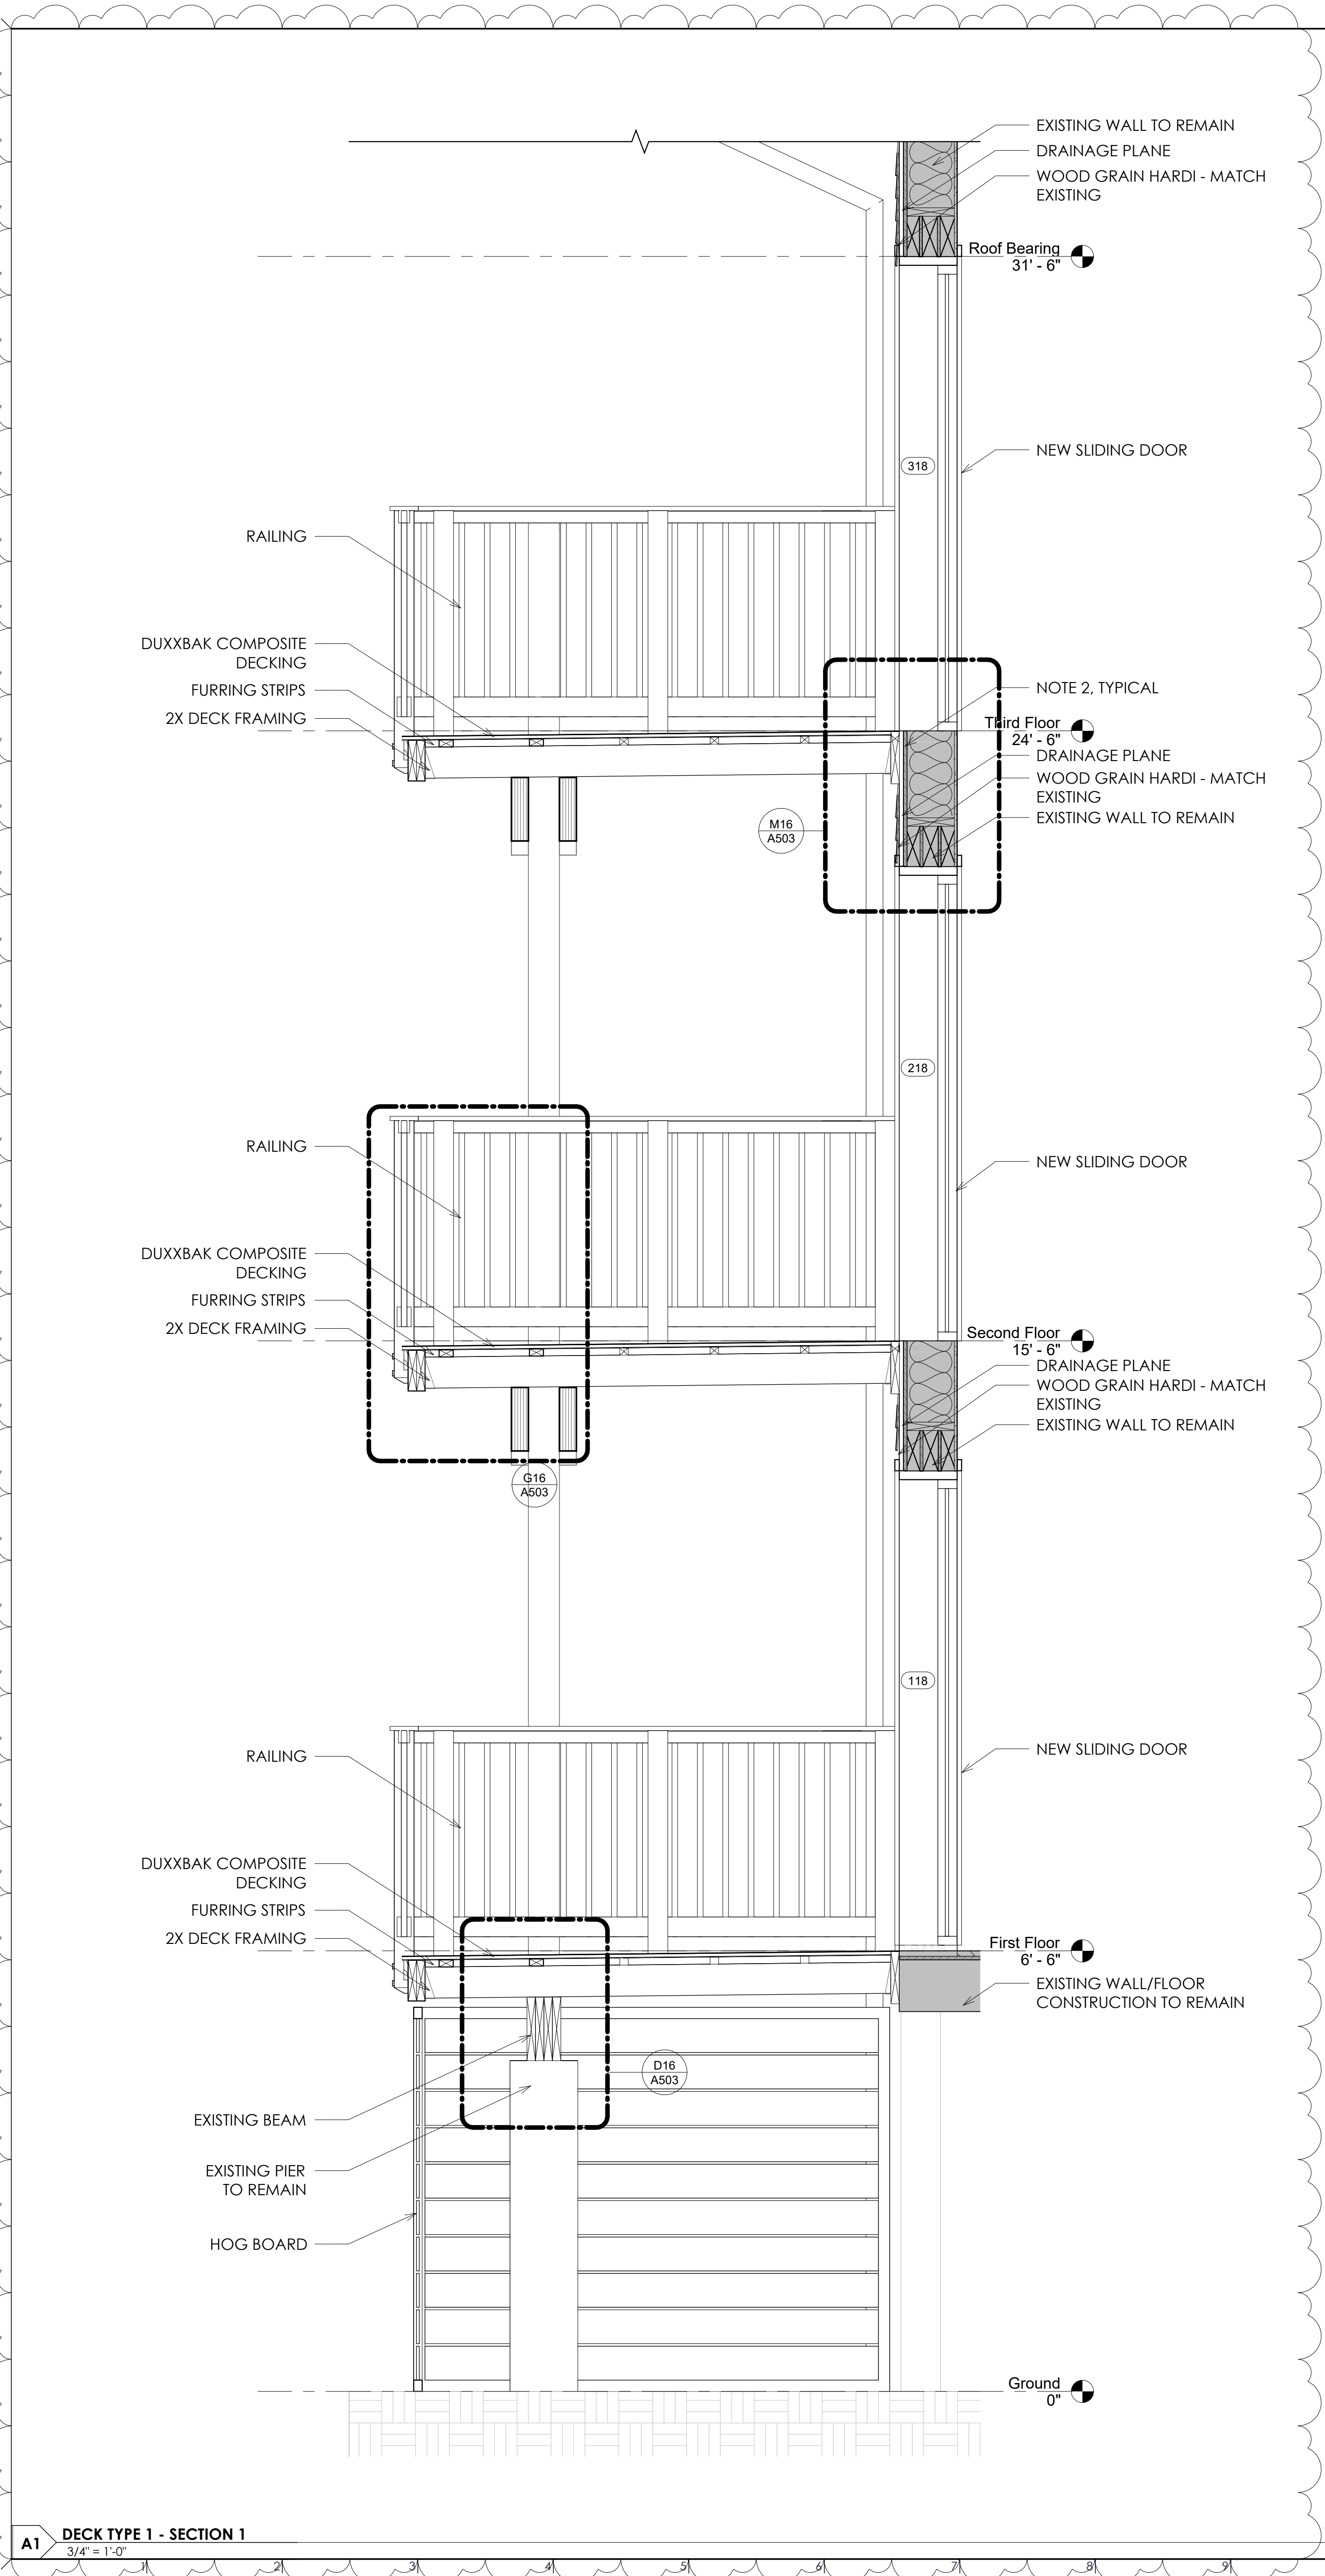 EXISTING WALL TO REMAIN
DRAINAGE PLANE
WOOD GRAIN HARDI - MATCH
EXISTING
Roof Bearing
31' - 6"
NEW SLIDING DOOR
318
RAILING
DUXXBAK COMPOSITE
DECKING
FURRING STRIPS
2X DECK FRAMING
NOTE 2, TYPICAL
Third Floor
24' - 6"
DRAINAGE PLANE
WOOD GRAIN HARDI - MATCH
EXISTING
EXISTING WALL TO REMAIN
M16
A503
218
RAILING
NEW SLIDING DOOR
DUXXBAK COMPOSITE
DECKING
FURRING STRIPS
2X DECK FRAMING
Second Floor
15' - 6"
DRAINAGE PLANE
WOOD GRAIN HARDI - MATCH
EXISTING
EXISTING WALL TO REMAIN
G16
A503
118
RAILING
NEW SLIDING DOOR
DUXXBAK COMPOSITE
DECKING
FURRING STRIPS
2X DECK FRAMING
First Floor
6' - 6"
EXISTING WALL/FLOOR
CONSTRUCTION TO REMAIN
D16
A503
EXISTING BEAM
EXISTING PIER
TO REMAIN
HOG BOARD
Ground
0"
A1
DECK TYPE 1 - SECTION 1
3/4" = 1'-0"
1 2 3 4 5 6 7 8 9